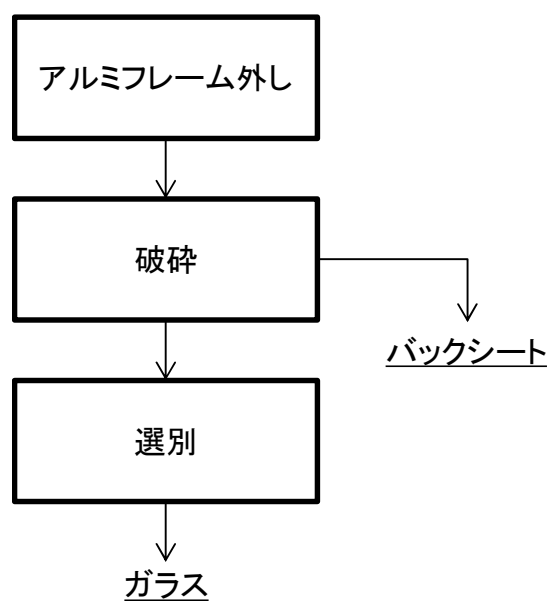 アルミフレーム外し
破砕
バックシート
選別
ガラス